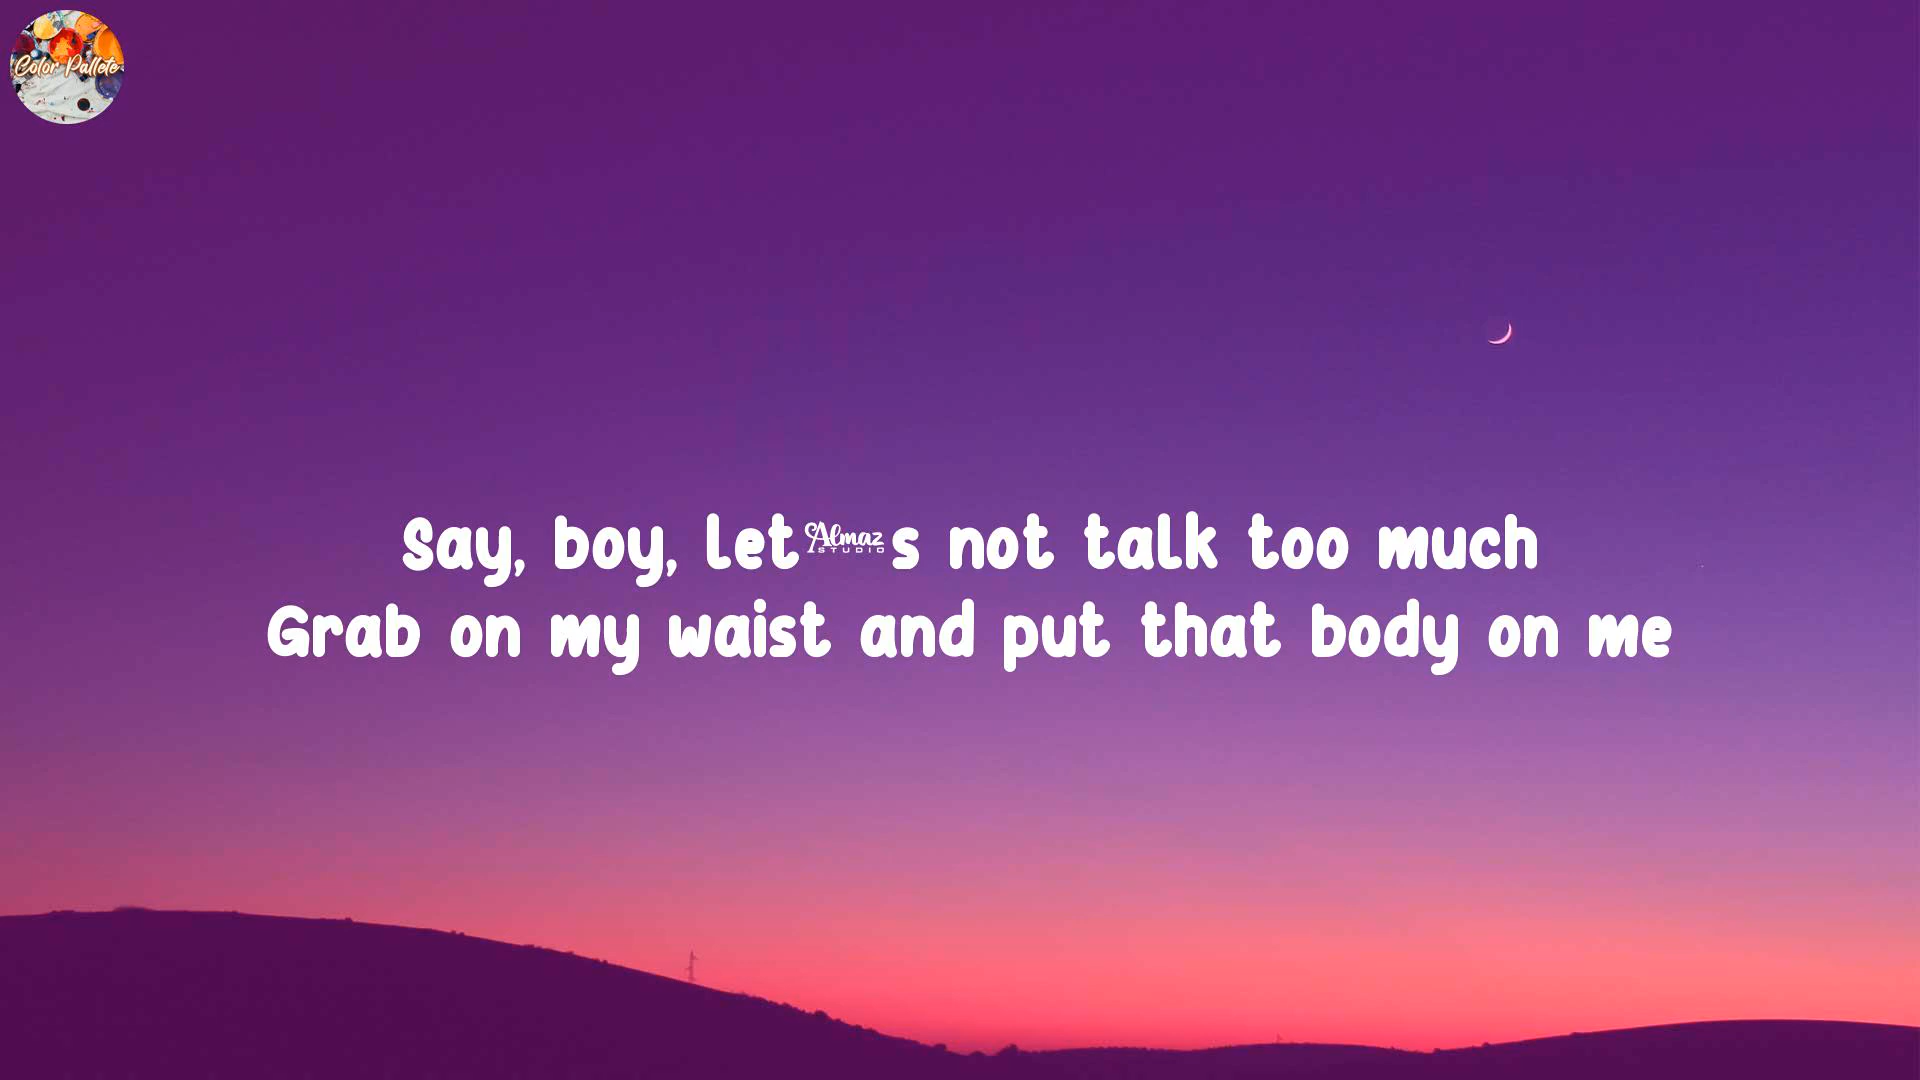 Color Pallete
Say, boy, let Almaz STUDIO s not talk too much
Grab on my waist and put that body on me